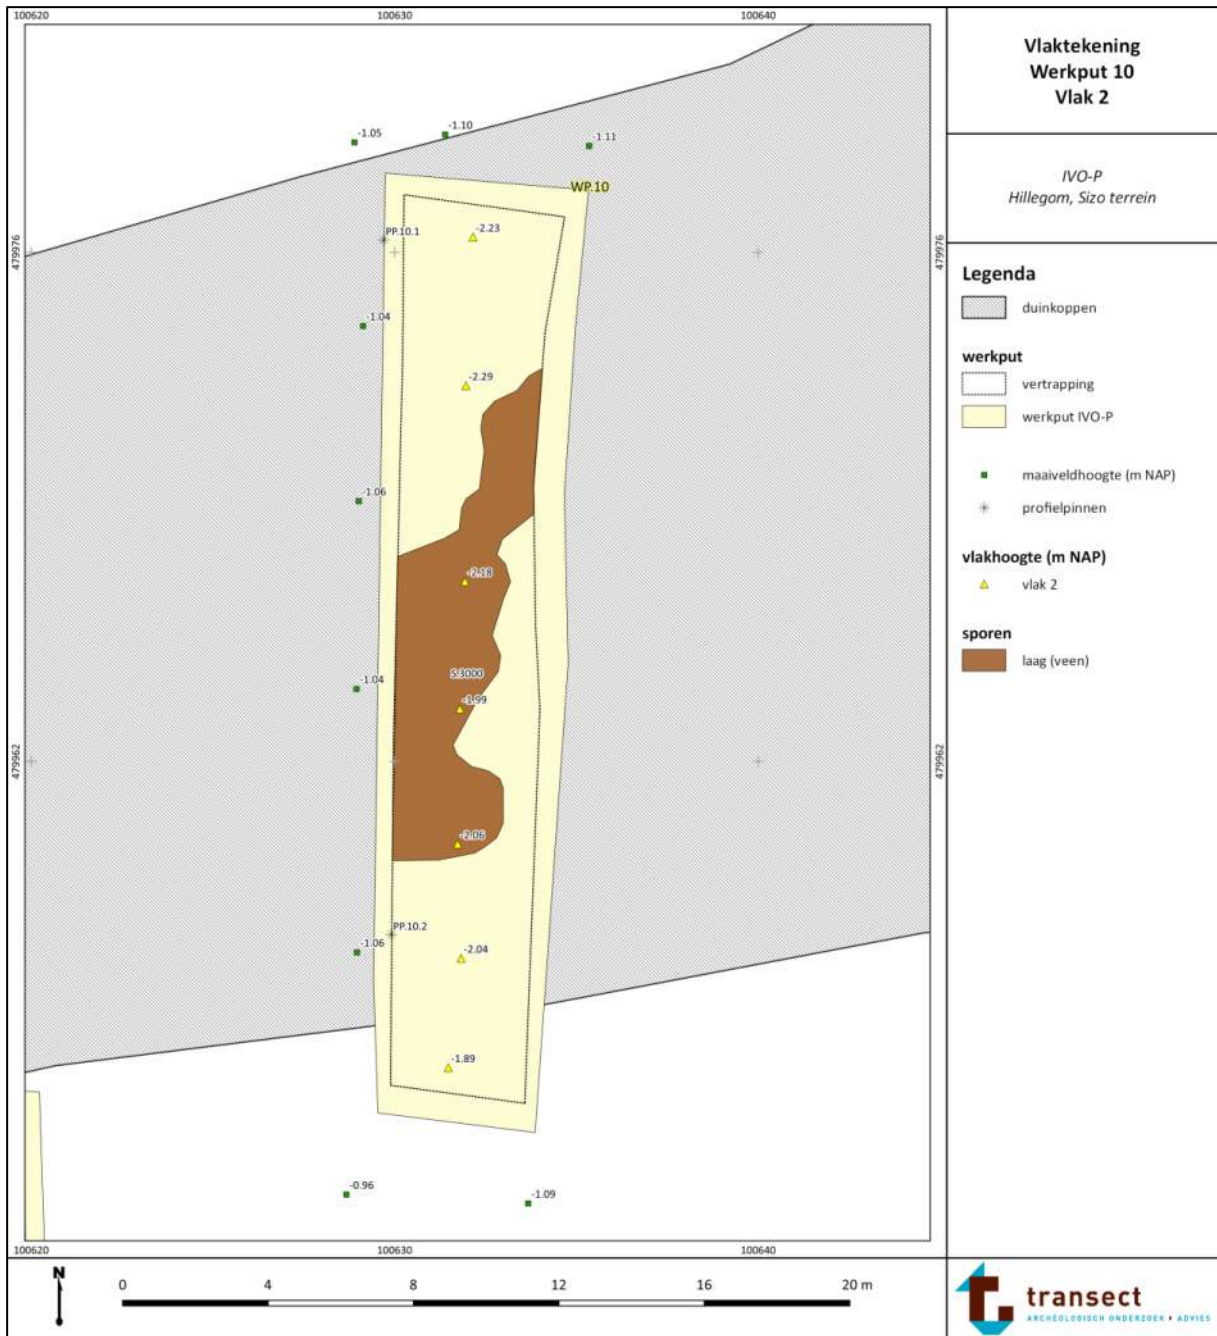 100620
100630
100640
479976
479976
479962
479962
-1.05
-1.10
-1.11
WP.10
PP.10.1
-2.23
-1.04
-2.29
-1.06
-2.18
S.3000
-1.04
-1.99
-2.06
PP.10.2
-1.06
-2.04
-1.89
-0.96
-1.09
100620
100630
100640
N
0
4
8
12
16
20 m
Vlaktekening
Werkput 10
Vlak 2
IVO-P
Hillegom, Sizo terrein
Legenda
duinkoppen
werkput
vertrapping
werkput IVO-P
maaiveldhoogte (m NAP)
profielpinnen
vlakhoogte (m NAP)
vlak 2
sporen
laag (veen)
transect
ARCHEOLOGISCH ONDERZOEK ▸ ADVIES